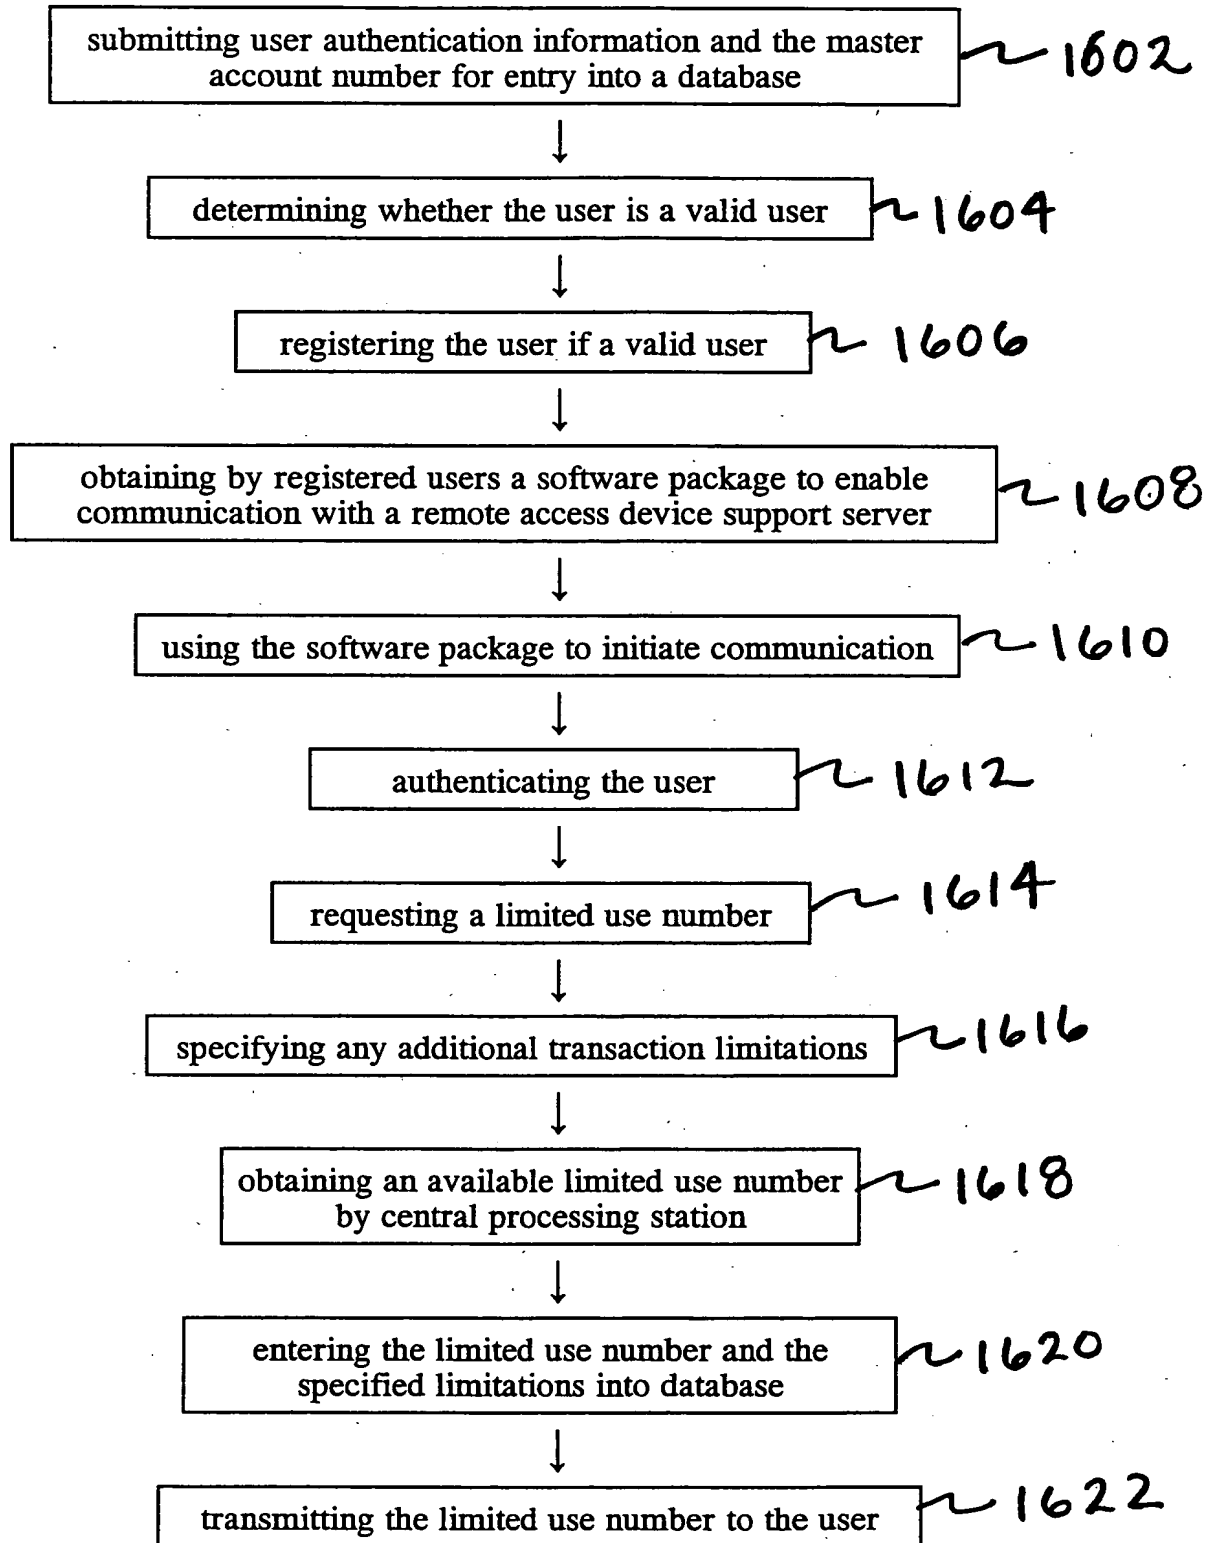 submitting user authentication information and the master
account number for entry into a database
1602
determining whether the user is a valid user
1604
registering the user if a valid user
1606
obtaining by registered users a software package to enable
communication with a remote access device support server
1608
using the software package to initiate communication
1610
authenticating the user
1612
requesting a limited use number
1614
specifying any additional transaction limitations
1616
obtaining an available limited use number
by central processing station
1618
entering the limited use number and the
specified limitations into database
1620
transmitting the limited use number to the user
1622